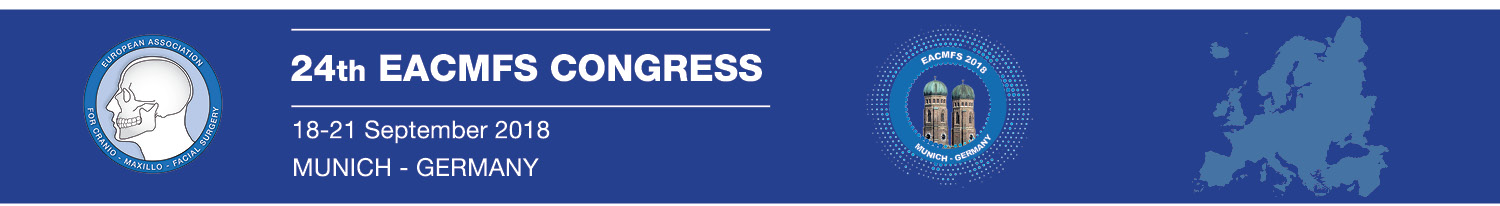 EUROPEAN ASSOCIATION
FOR CRANIO - MAXILLO - FACIAL SURGERY
24th EACMFS CONGRESS
18-21 September 2018
MUNICH - GERMANY
EACMFS 2018
MUNICH - GERMANY